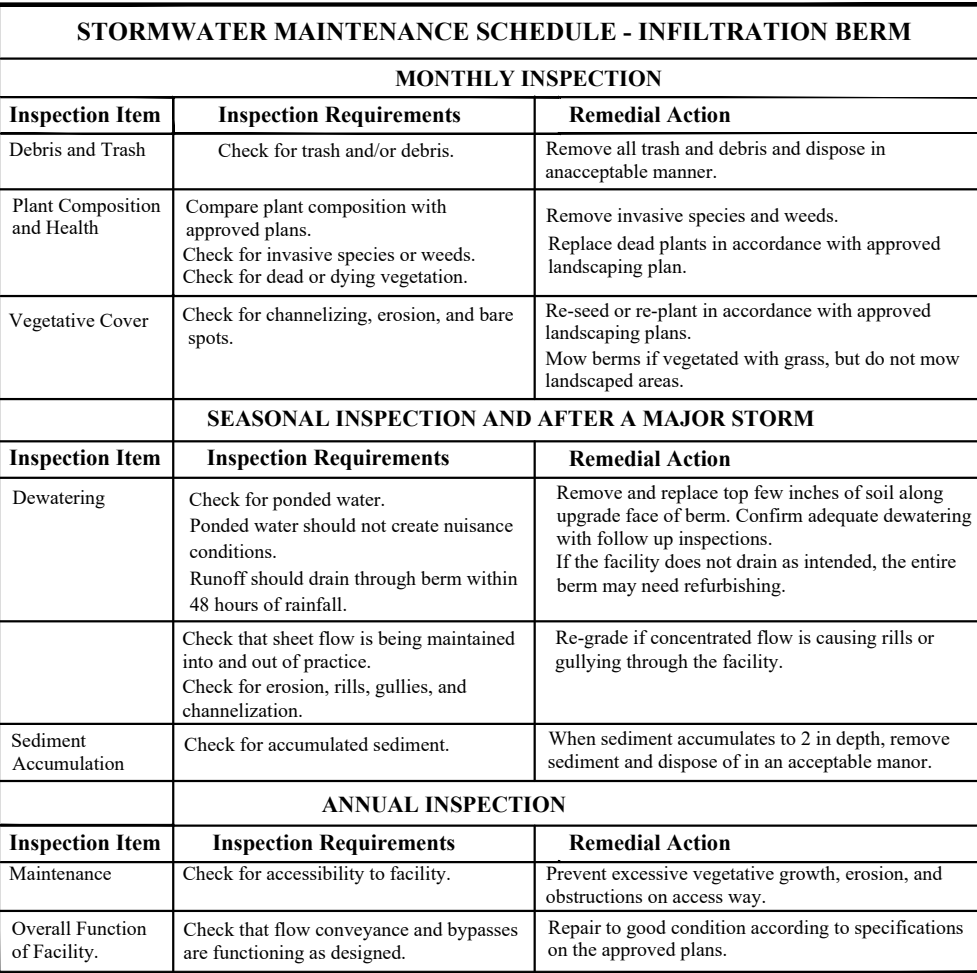 STORMWATER MAINTENANCE SCHEDULE - INFILTRATION BERM
MONTHLY INSPECTION
Inspection Item
Inspection Requirements
Remedial Action
Debris and Trash
Check for trash and/or debris.
Remove all trash and debris and dispose in
anacceptable manner.
Plant Composition
and Health
Compare plant composition with
approved plans.
Check for invasive species or weeds.
Check for dead or dying vegetation.
Remove invasive species and weeds.
Replace dead plants in accordance with approved
landscaping plan.
Vegetative Cover
Check for channelizing, erosion, and bare
spots.
Re-seed or re-plant in accordance with approved
landscaping plans.
Mow berms if vegetated with grass, but do not mow
landscaped areas.
SEASONAL INSPECTION AND AFTER A MAJOR STORM
Inspection Item
Inspection Requirements
Remedial Action
Dewatering
Check for ponded water.
Ponded water should not create nuisance
conditions.
Runoff should drain through berm within
48 hours of rainfall.
Remove and replace top few inches of soil along
upgrade face of berm. Confirm adequate dewatering
with follow up inspections.
If the facility does not drain as intended, the entire
berm may need refurbishing.
Check that sheet flow is being maintained
into and out of practice.
Check for erosion, rills, gullies, and
channelization.
Re-grade if concentrated flow is causing rills or
gullying through the facility.
Sediment
Accumulation
Check for accumulated sediment.
When sediment accumulates to 2 in depth, remove
sediment and dispose of in an acceptable manor.
ANNUAL INSPECTION
Inspection Item
Inspection Requirements
Remedial Action
Maintenance
Check for accessibility to facility.
Prevent excessive vegetative growth, erosion, and
obstructions on access way.
Overall Function
of Facility.
Check that flow conveyance and bypasses
are functioning as designed.
Repair to good condition according to specifications
on the approved plans.